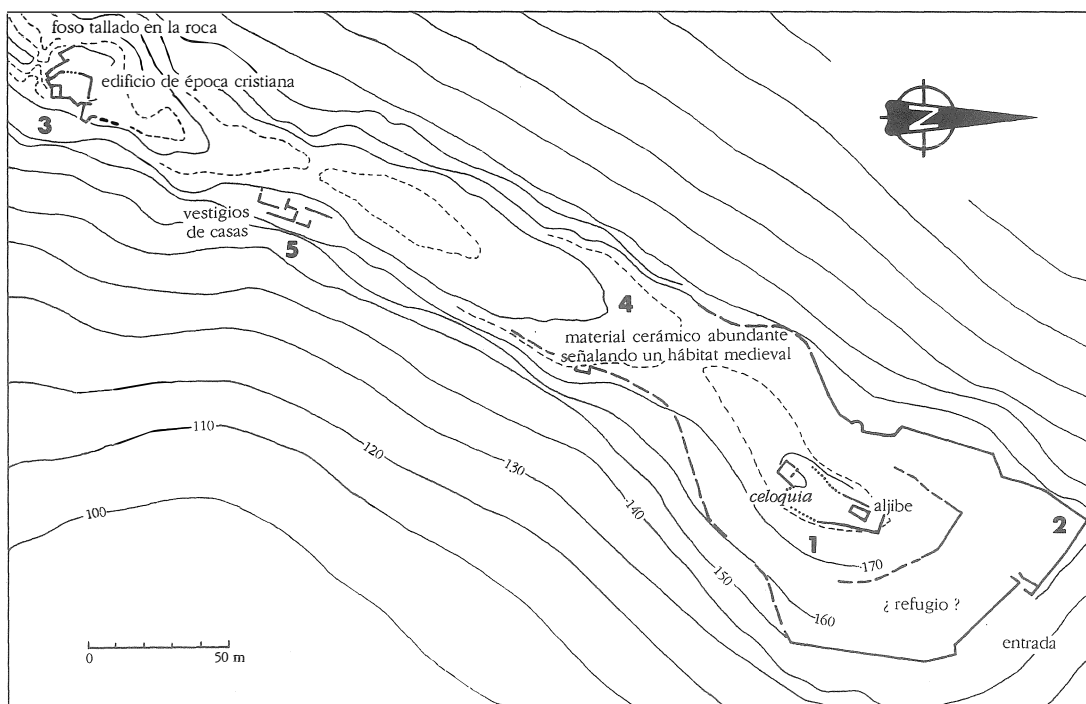 foso tallado en la roca
edificio de época cristiana
N
3
vestigios
de casas
5
4
material cerámico abundante
señalando un hábitat medieval
110
120
130
100
140
celoquia
aljibe
2
1
170
150
¿ refugio ?
160
entrada
0
50 m